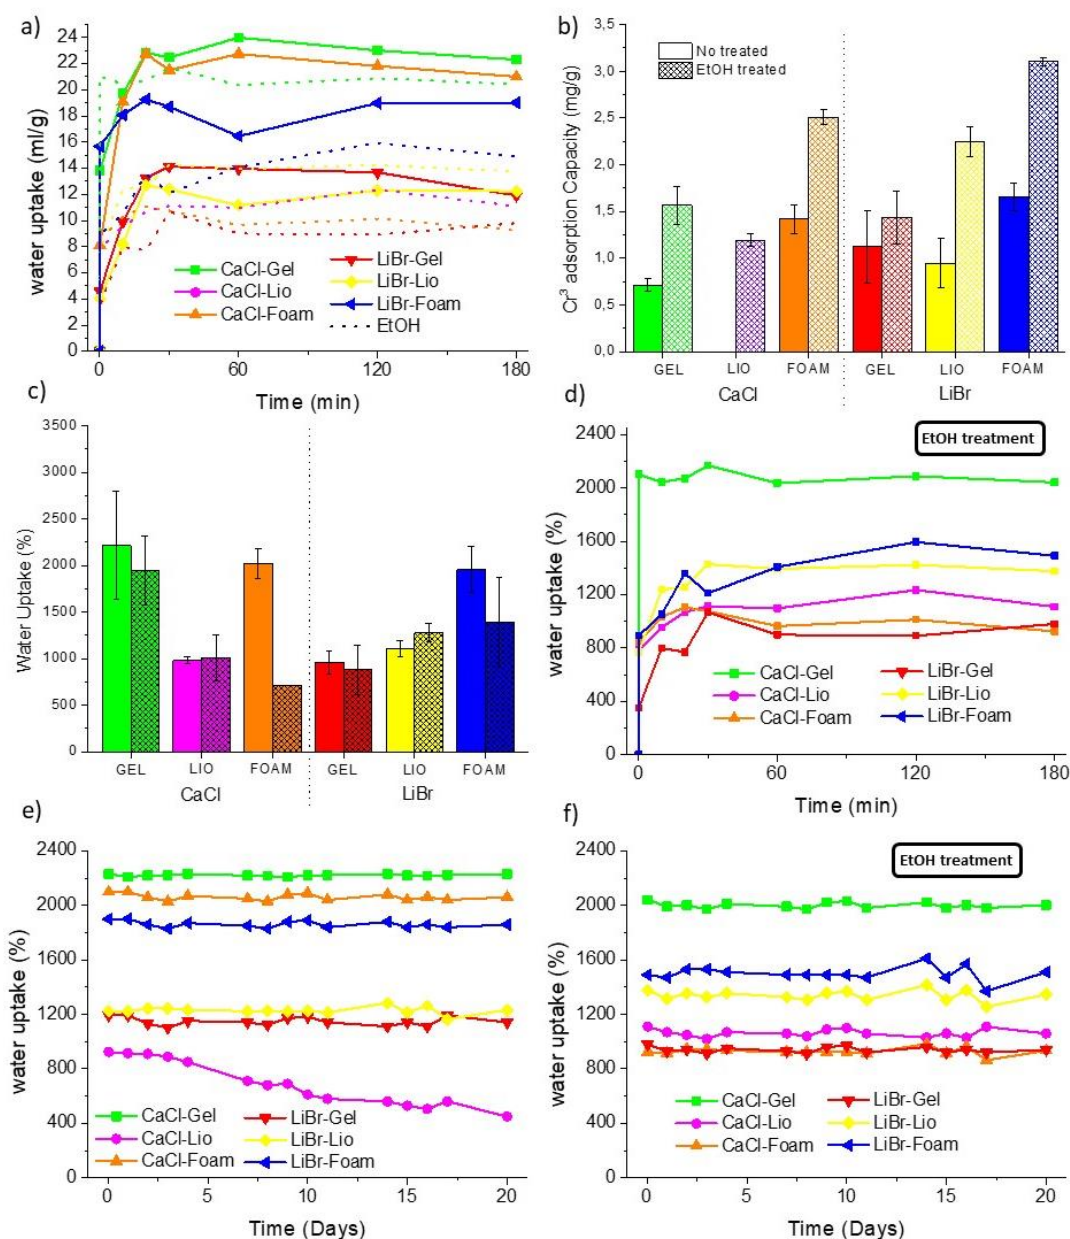 a)
water uptake (ml/g)
24
22
20
18
16
14
12
10
8
6
4
2
0
CaCl-Gel
CaCl-Lio
CaCl-Foam
LiBr-Gel
LiBr-Lio
LiBr-Foam
EtOH
0 60 120 180
Time (min)
b)
Cr³ adsorption Capacity (mg/g)
3,5
3,0
2,5
2,0
1,5
1,0
0,5
0,0
No treated
EtOH treated
GEL LIO FOAM GEL LIO FOAM
CaCl LiBr
c)
Water Uptake (%)
3500
3000
2500
2000
1500
1000
500
0
GEL LIO FOAM GEL LIO FOAM
CaCl LiBr
d)
EtOH treatment
water uptake (%)
2400
2000
1600
1200
800
400
0
CaCl-Gel
CaCl-Lio
CaCl-Foam
LiBr-Gel
LiBr-Lio
LiBr-Foam
0 60 120 180
Time (min)
e)
water uptake (%)
2400
2000
1600
1200
800
400
0
CaCl-Gel
CaCl-Lio
CaCl-Foam
LiBr-Gel
LiBr-Lio
LiBr-Foam
0 5 10 15 20
Time (Days)
f)
EtOH treatment
water uptake (%)
2400
2000
1600
1200
800
400
0
CaCl-Gel
CaCl-Lio
CaCl-Foam
LiBr-Gel
LiBr-Lio
LiBr-Foam
0 5 10 15 20
Time (Days)